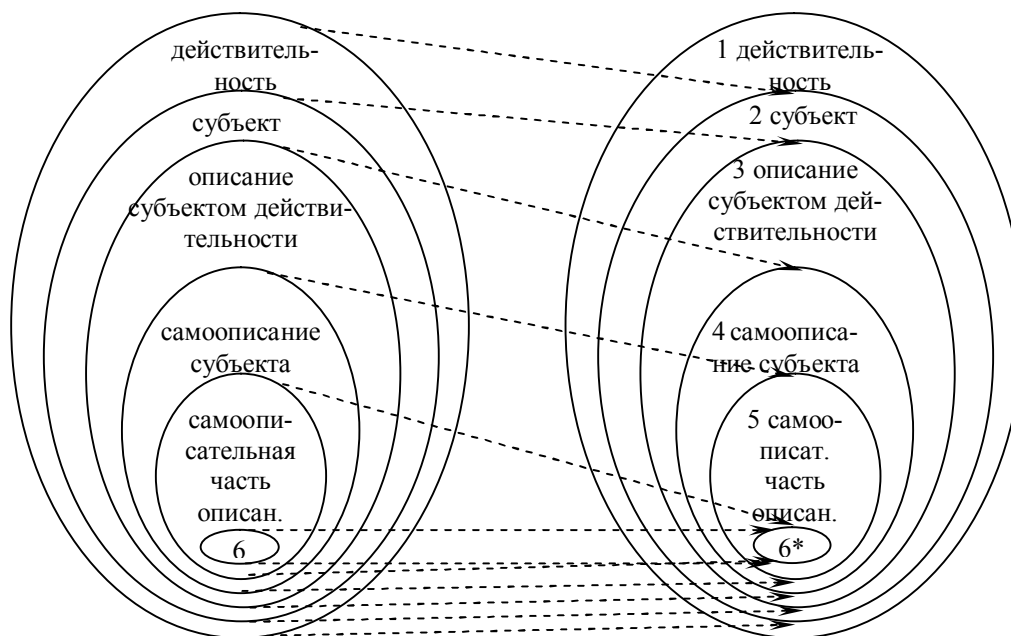 действитель-
ность
субъект
описание
субъектом действи-
тельности
самоописание
субъекта
самоопи-
сательная
часть
описан.
6
1 действитель-
ность
2 субъект
3 описание
субъектом дей-
ствительности
4 самоописа-
ние субъекта
5 самоо-
писат.
часть
описан.
6*